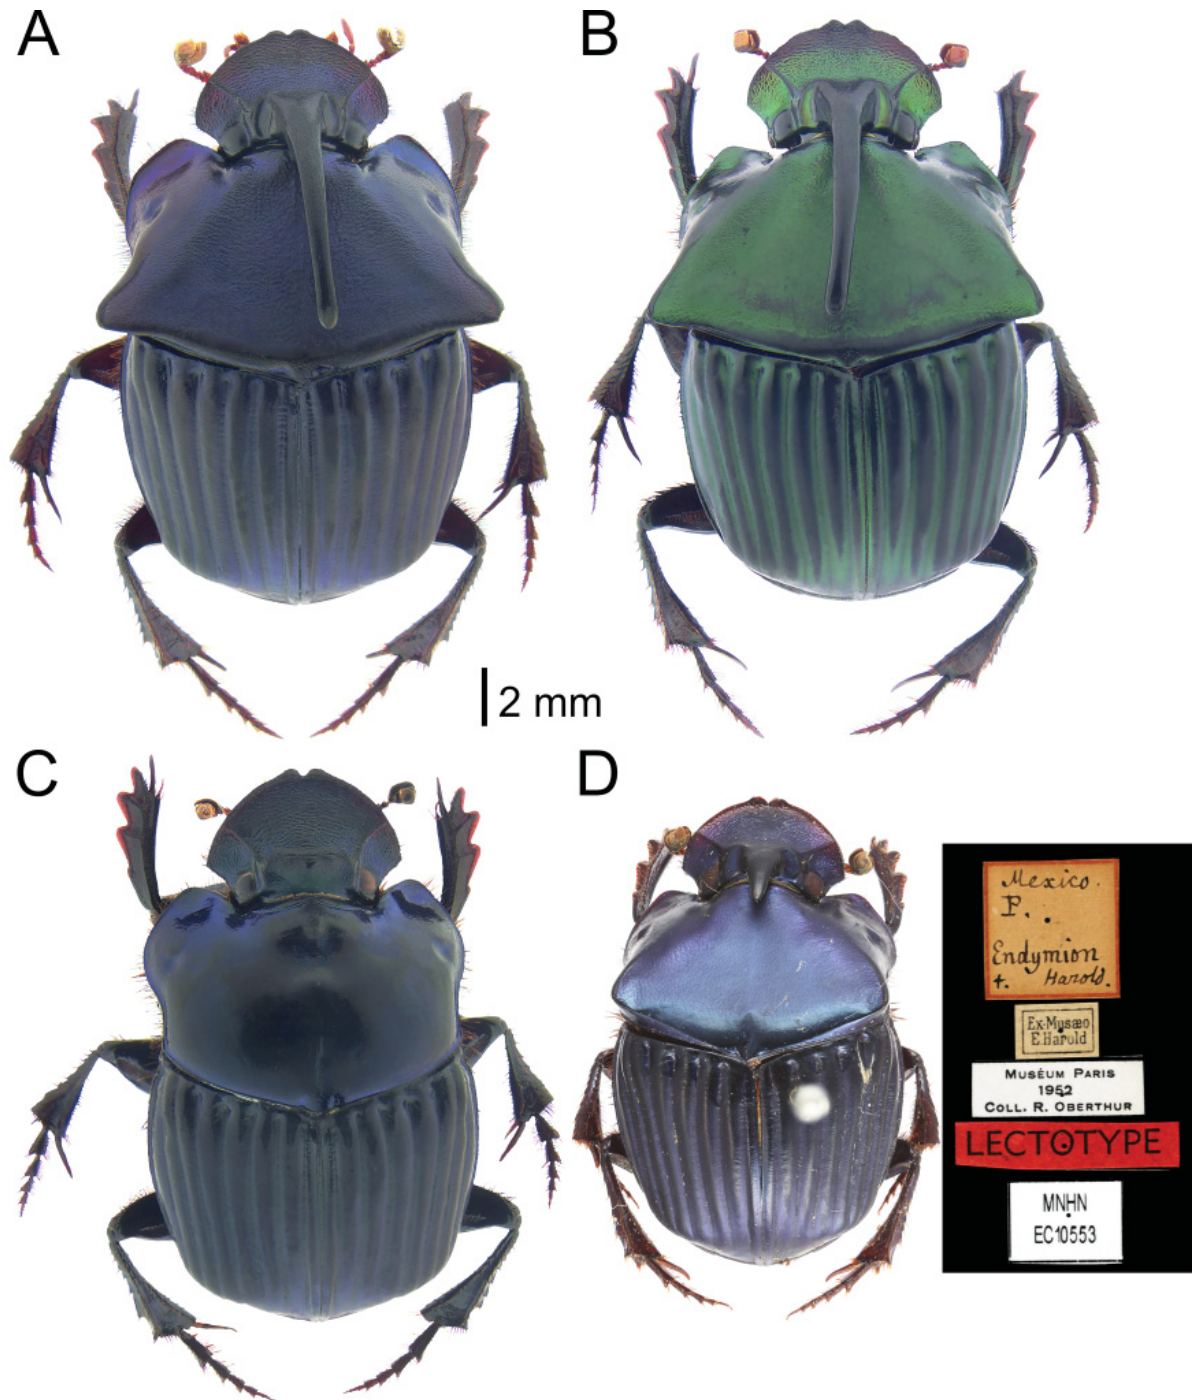 A
B
2 mm
C
D
Mexico.
P.
Endymion
Harold.
Ex-Musæo
E. Harold
MUSÉUM PARIS
1952
COLL. R. OBERTHUR
LECTOTYPE
MNHN
EC10553